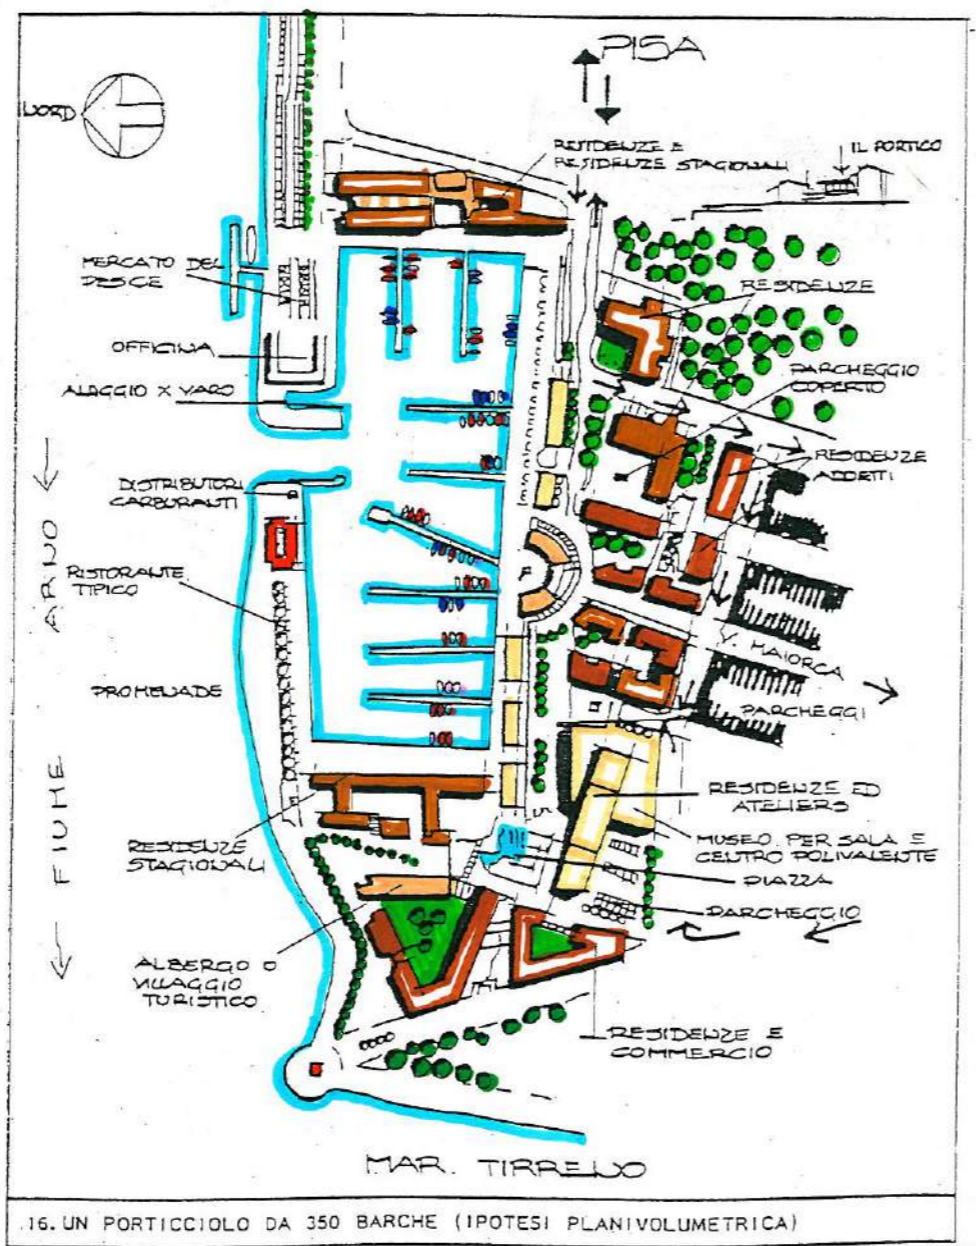 PISA
NORD
RESIDENZE E
RESIDENZE STAGIONALI
IL PORTICO
MERCATO DEL
PESCE
RESIDENZE
OFFICINA
PARCHEGGIO
COPERTO
ALAGGIO X VARO
RESIDENZE
ADDETTI
DISTRIBUTORI
CARBURANTI
RISTORANTE
TIPICO
FIUME ARNO
V. MAIORCA
PROMENADE
PARCHEGGI
RESIDENZE ED
ATELIERS
RESIDENZE
STAGIONALI
MUSEO. PER SALA E
CENTRO POLIVALENTE
PIAZZA
PARCHEGGIO
ALBERGO O
VILLAGGIO
TURISTICO
RESIDENZE E
COMMERCIO
MAR. TIRRENO
16. UN PORTICCIOLO DA 350 BARCHE (IPOTESI PLANIVOLUMETRICA)